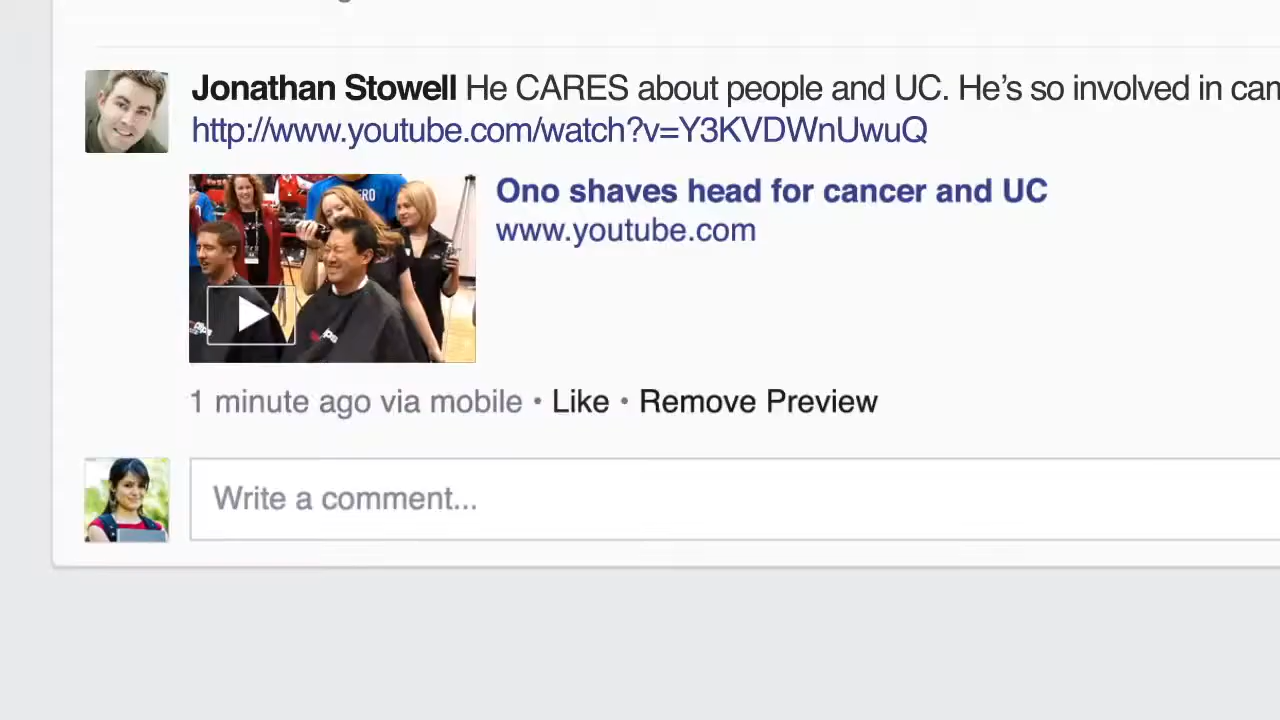 Jonathan Stowell He CARES about people and UC. He’s so involved in can
http://www.youtube.com/watch?v=Y3KVDWnUwuQ
Ono shaves head for cancer and UC
www.youtube.com
1 minute ago via mobile • Like • Remove Preview
Write a comment...